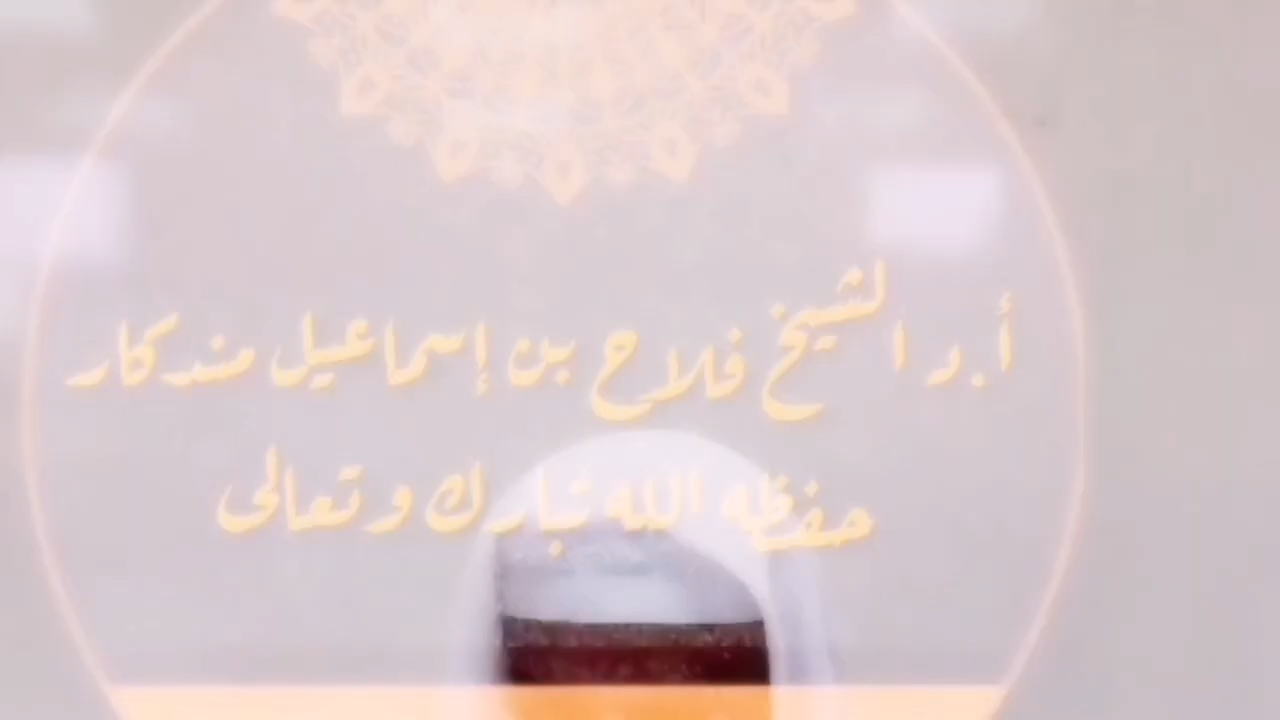 أ.د الشيخ فلاح بن إسماعيل مندكار
حفظه الله تبارك وتعالى